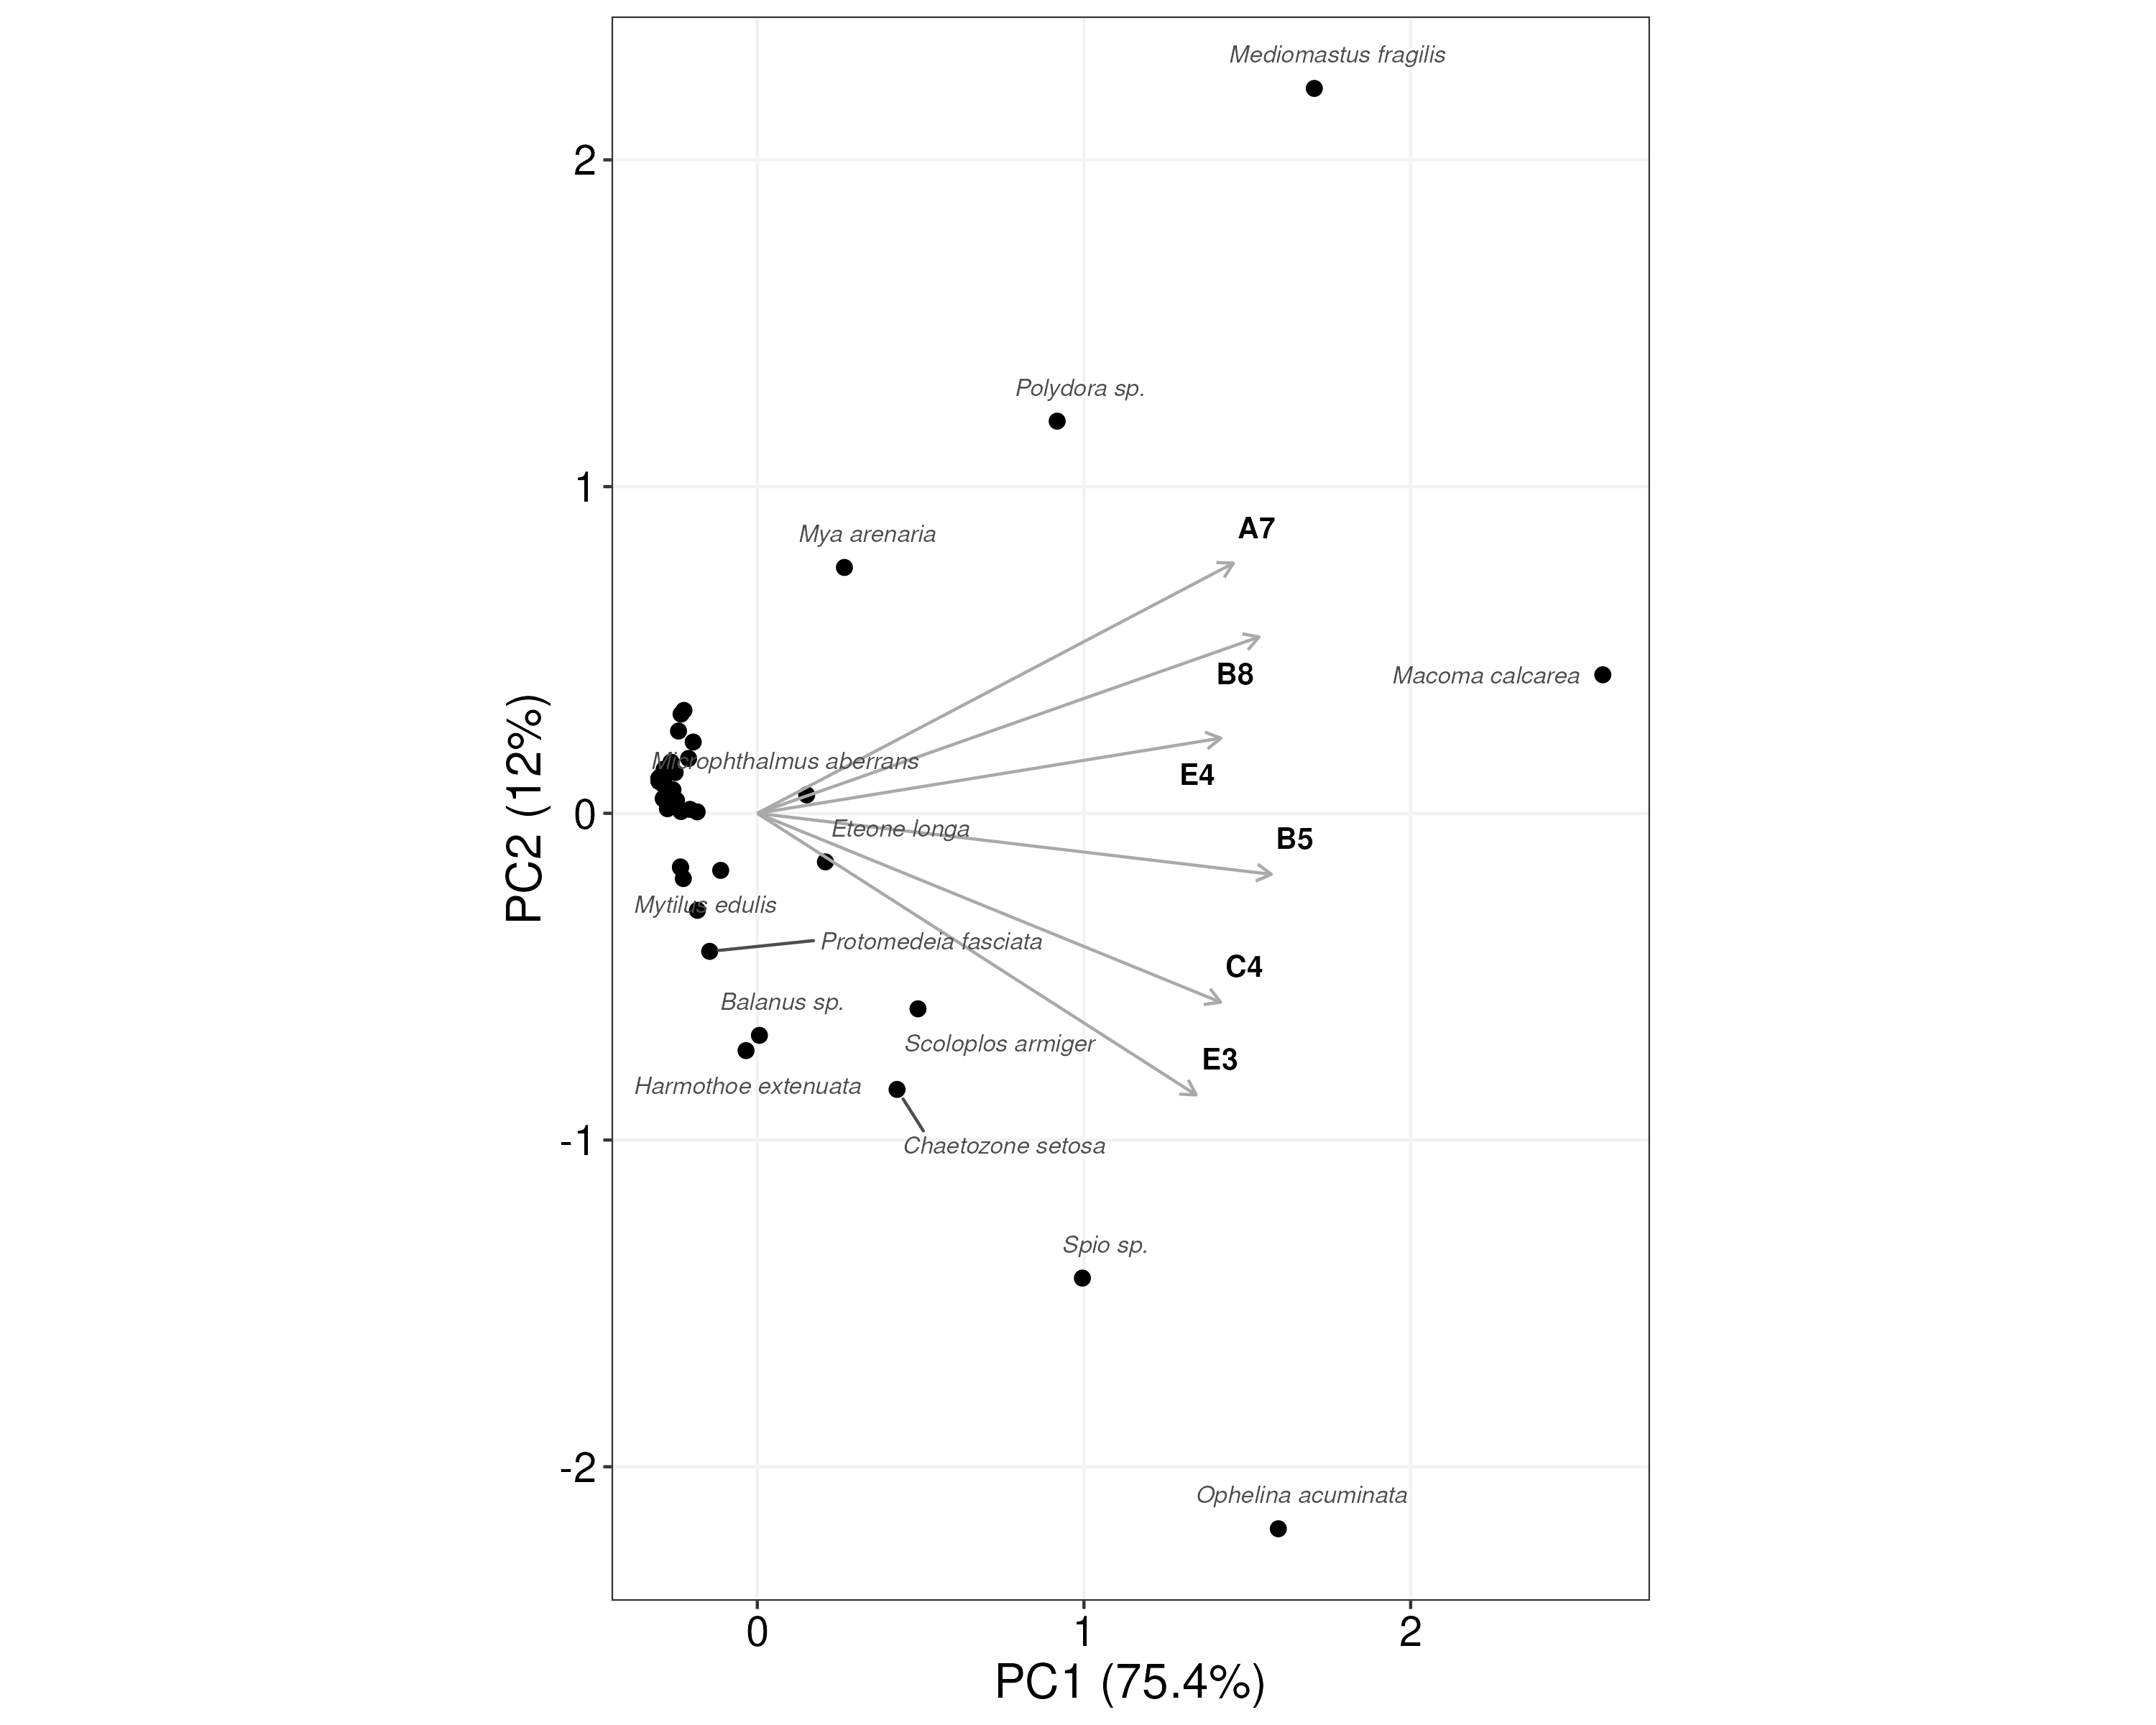 Mediomastus fragilis
2
Polydora sp.
1
A7
Mya arenaria
B8
Macoma calcarea
Microphthalmus aberrans
E4
PC2 (12%)
0
Eteone longa
B5
Mytilus edulis
Protomedeia fasciata
C4
Balanus sp.
Scoloplos armiger
E3
Harmothoe extenuata
-1
Chaetozone setosa
Spio sp.
-2
Ophelina acuminata
0 1 2
PC1 (75.4%)